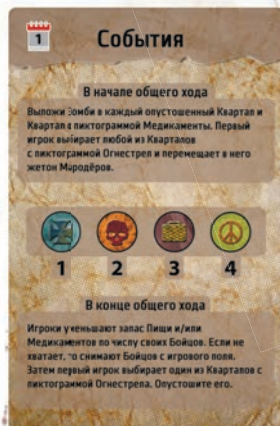 1
События
В начале общего хода
Выложи Зомби в каждый опустошенный Квартал и
Квартал с пиктограммой Медикаменты. Первый
игрок выбирает любой из Кварталов
с пиктограммой Огнестрел и перемещает в него
жетон Мародёров.
1 2 3 4
В конце общего хода
Игроки уменьшают запас Пищи и/или
Медикаментов по числу своих Бойцов. Если не
хватает, то снимают Бойцов с игрового поля.
Затем первый игрок выбирает один из Кварталов с
пиктограммой Огнестрела. Опустошите его.